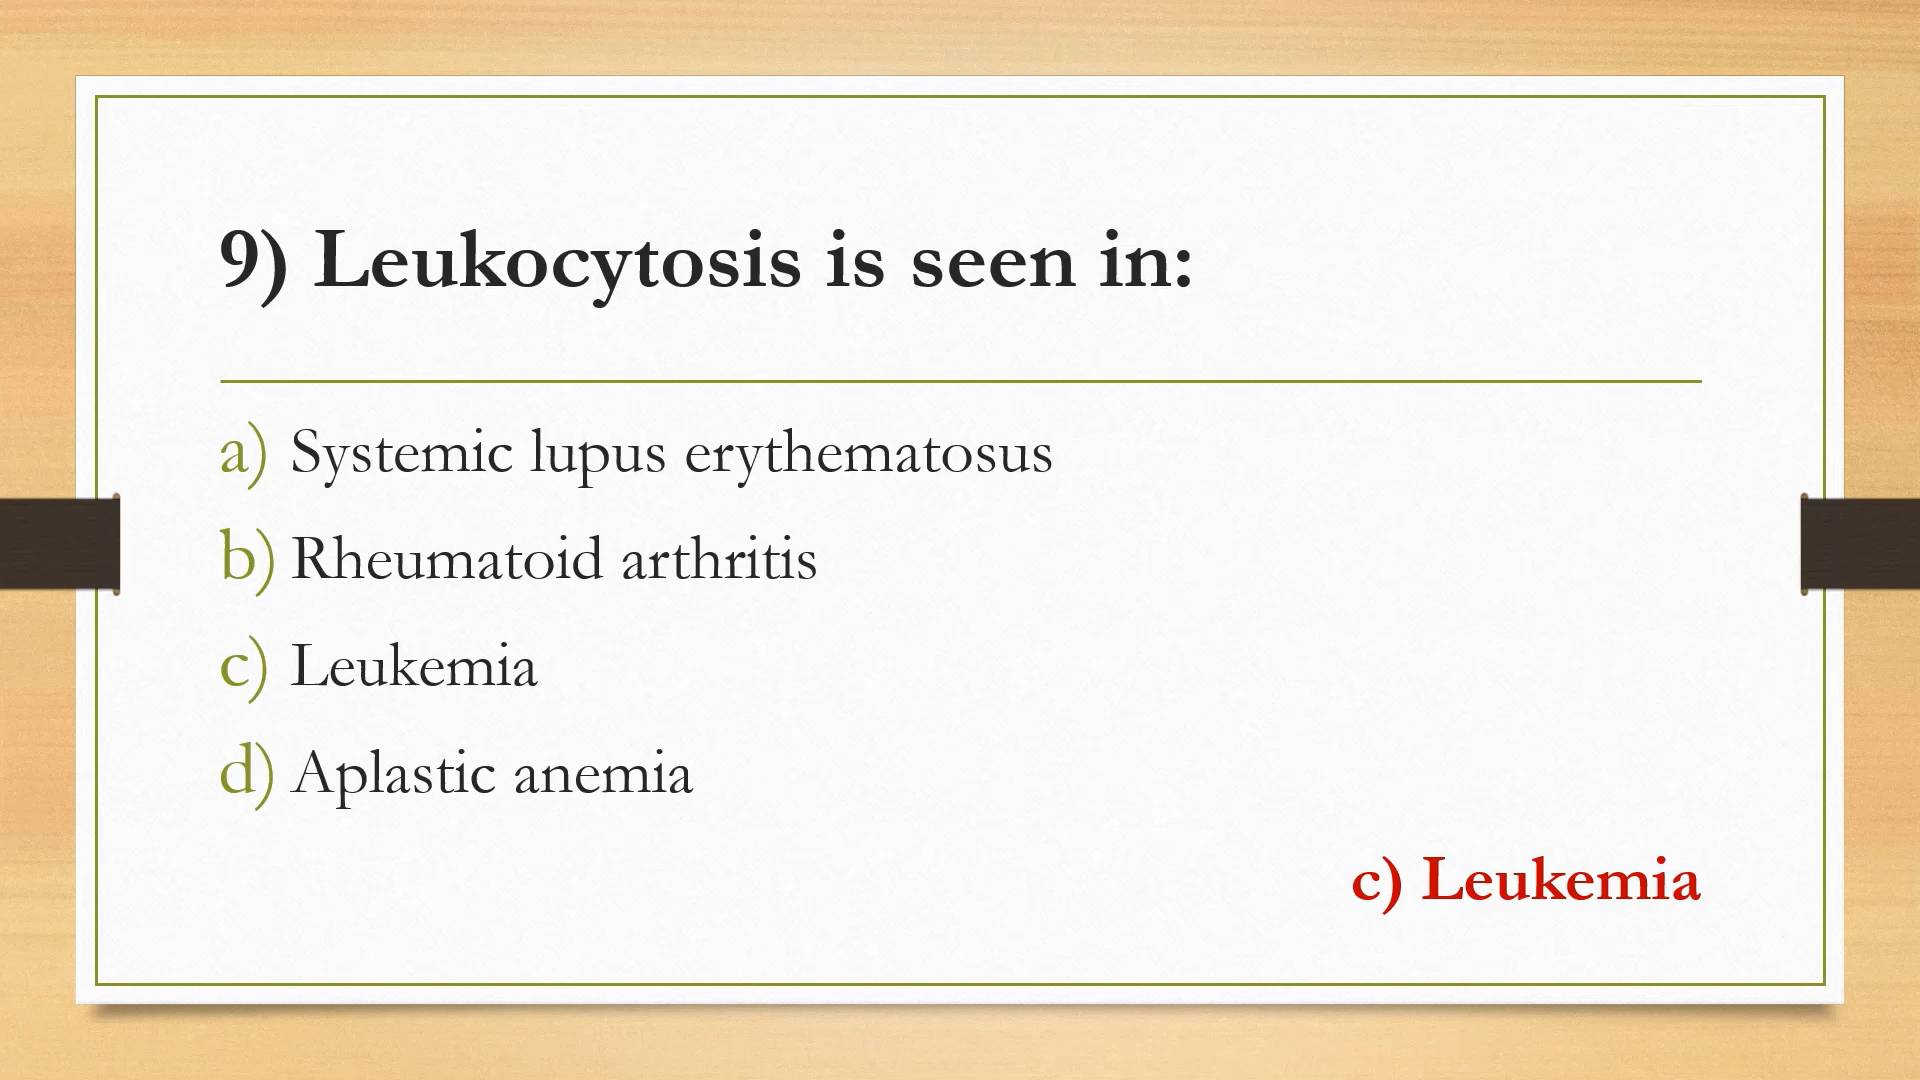 9) Leukocytosis is seen in:
a) Systemic lupus erythematosus
b) Rheumatoid arthritis
c) Leukemia
d) Aplastic anemia
c) Leukemia